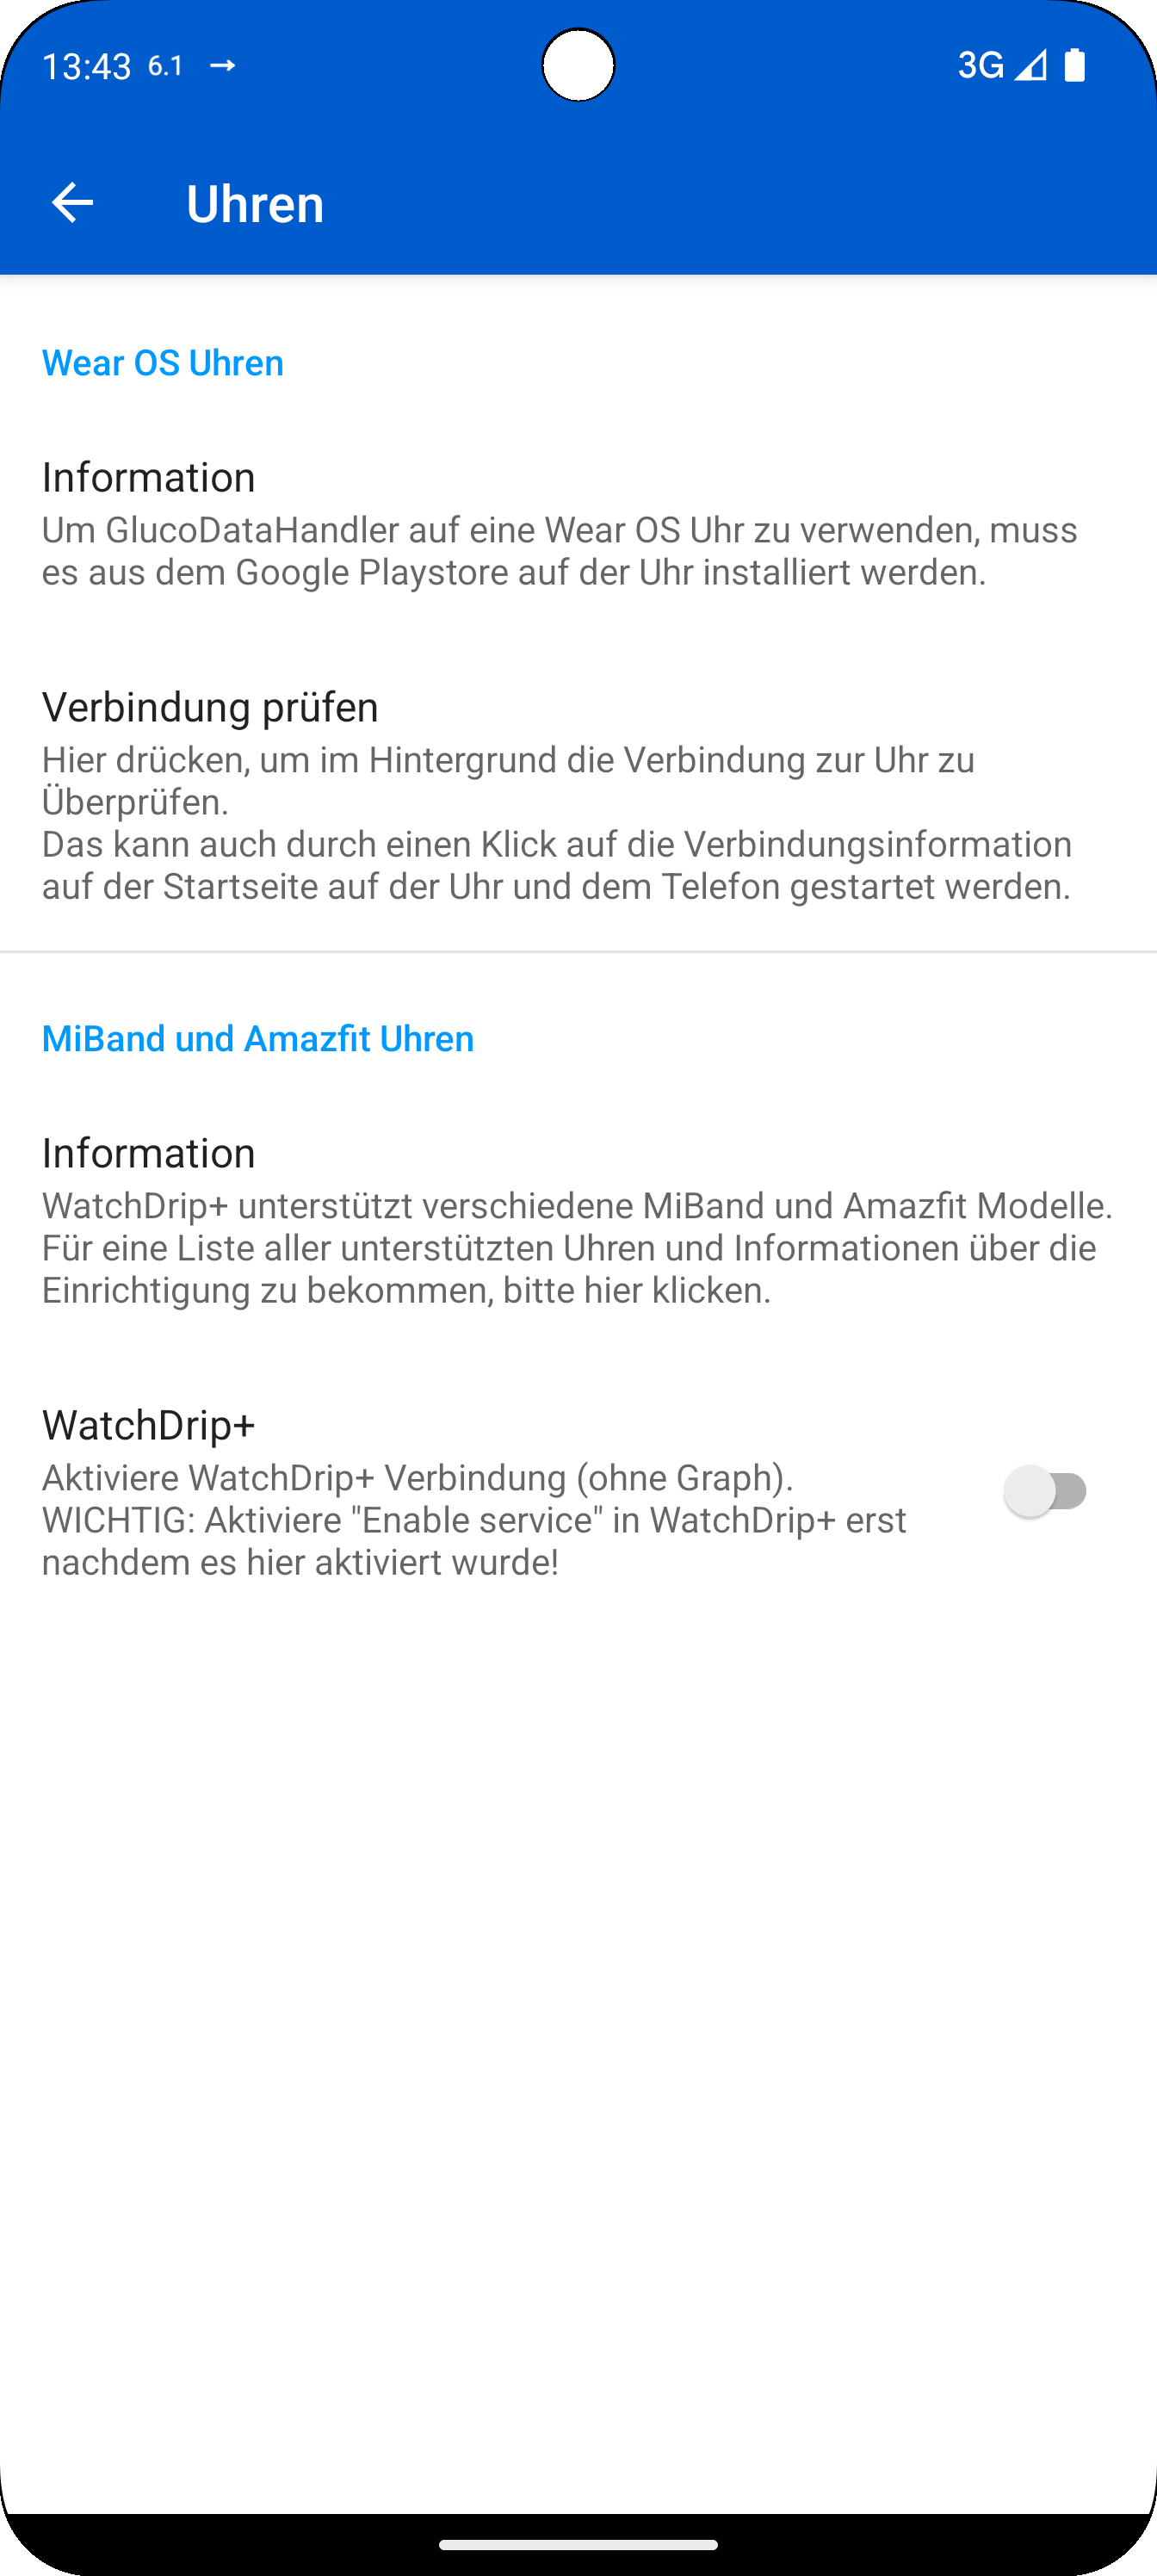 13:43 6.1 → 3G
Uhren
Wear OS Uhren
Information
Um GlucoDataHandler auf eine Wear OS Uhr zu verwenden, muss
es aus dem Google Playstore auf der Uhr installiert werden.
Verbindung prüfen
Hier drücken, um im Hintergrund die Verbindung zur Uhr zu
Überprüfen.
Das kann auch durch einen Klick auf die Verbindungsinformation
auf der Startseite auf der Uhr und dem Telefon gestartet werden.
MiBand und Amazfit Uhren
Information
WatchDrip+ unterstützt verschiedene MiBand und Amazfit Modelle.
Für eine Liste aller unterstützten Uhren und Informationen über die
Einrichtigung zu bekommen, bitte hier klicken.
WatchDrip+
Aktiviere WatchDrip+ Verbindung (ohne Graph).
WICHTIG: Aktiviere "Enable service" in WatchDrip+ erst
nachdem es hier aktiviert wurde!